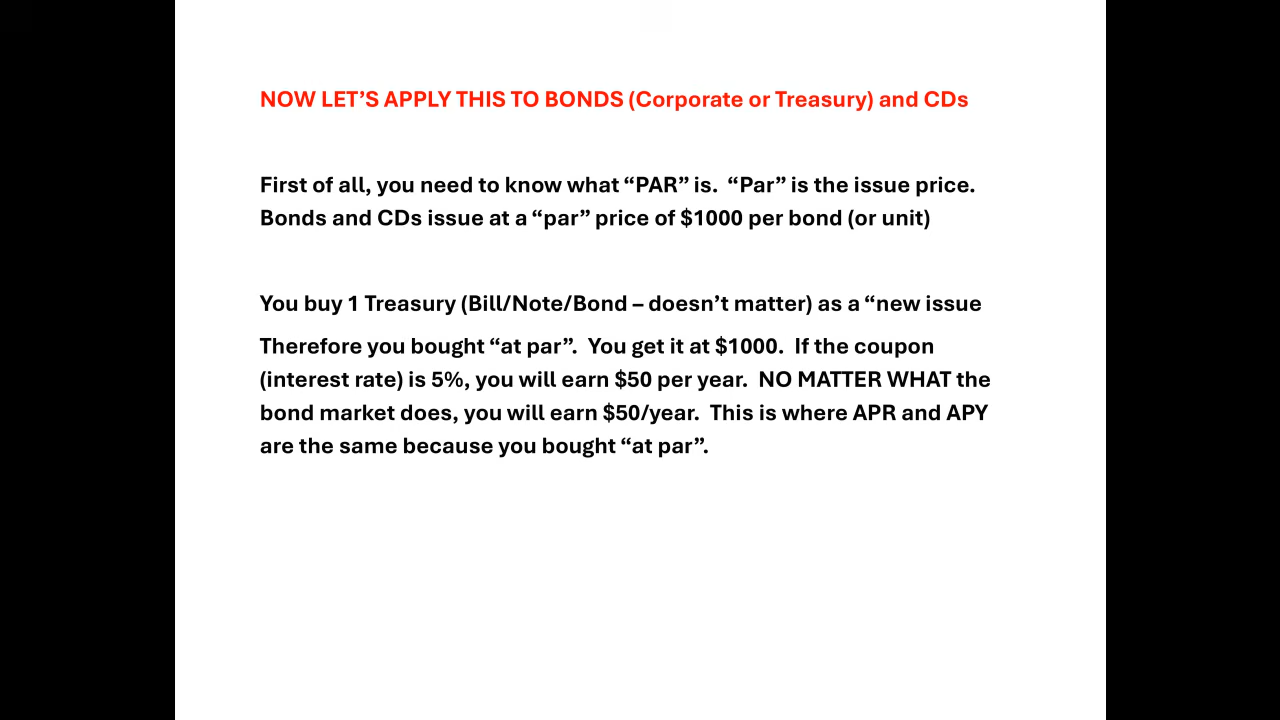 NOW LET’S APPLY THIS TO BONDS (Corporate or Treasury) and CDs
First of all, you need to know what “PAR” is.  “Par” is the issue price.
Bonds and CDs issue at a “par” price of $1000 per bond (or unit)
You buy 1 Treasury (Bill/Note/Bond – doesn’t matter) as a “new issue
Therefore you bought “at par”.  You get it at $1000.  If the coupon
(interest rate) is 5%, you will earn $50 per year.  NO MATTER WHAT the
bond market does, you will earn $50/year.  This is where APR and APY
are the same because you bought “at par”.